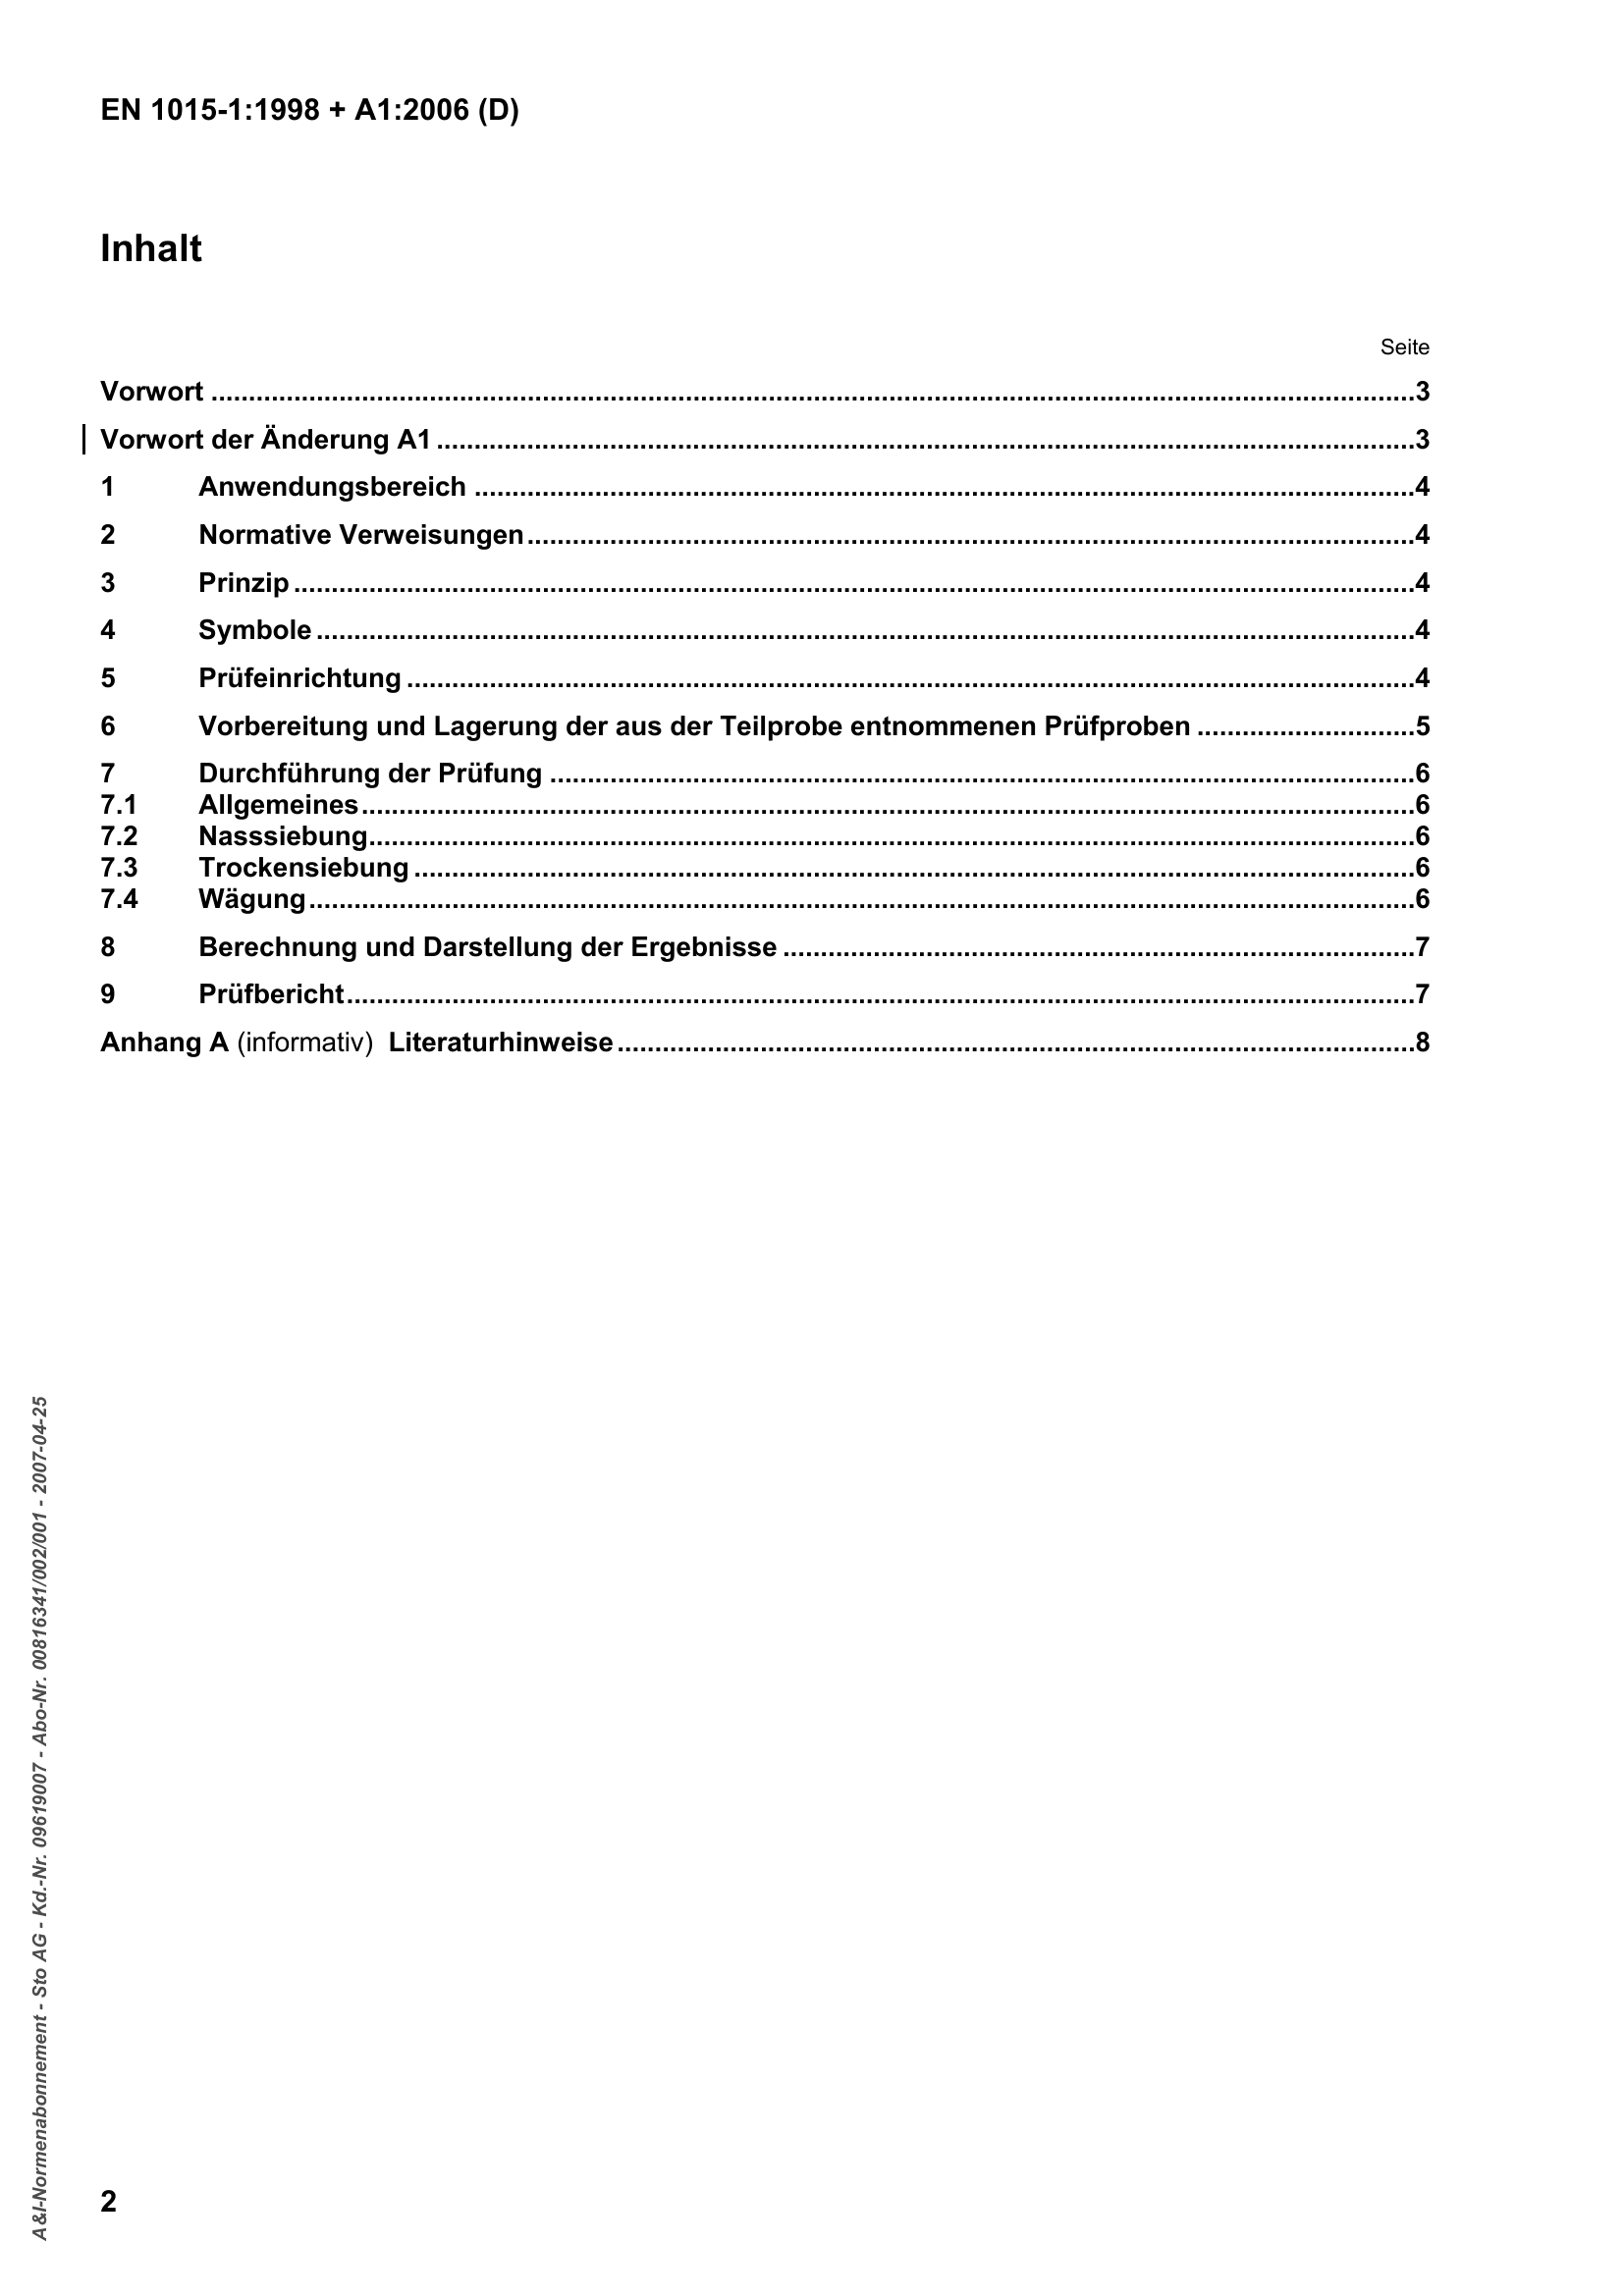 EN 1015-1:1998 + A1:2006 (D)
Inhalt
Seite
Vorwort ..... 3
Vorwort der Änderung A1 ..... 3
1 Anwendungsbereich ..... 4
2 Normative Verweisungen ..... 4
3 Prinzip ..... 4
4 Symbole ..... 4
5 Prüfeinrichtung ..... 4
6 Vorbereitung und Lagerung der aus der Teilprobe entnommenen Prüfproben ..... 5
7 Durchführung der Prüfung ..... 6
7.1 Allgemeines ..... 6
7.2 Nasssiebung ..... 6
7.3 Trockensiebung ..... 6
7.4 Wägung ..... 6
8 Berechnung und Darstellung der Ergebnisse ..... 7
9 Prüfbericht ..... 7
Anhang A (informativ) Literaturhinweise ..... 8
A&I-Normenabonnement - Sto AG - Kd.-Nr. 09619007 - Abo-Nr. 00816341/002/001 - 2007-04-25
2